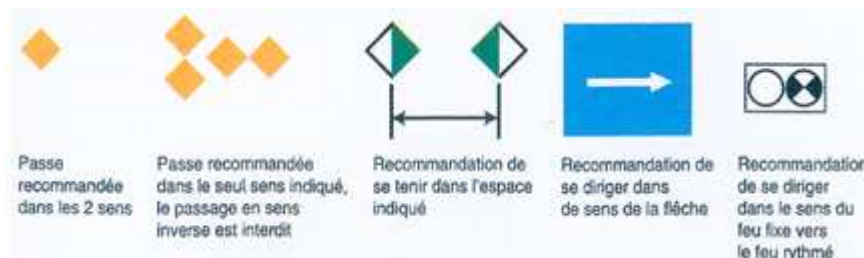 Passe
recommandée
dans les 2 sens
Passe recommandée
dans le seul sens indiqué,
le passage en sens
inverse est interdit
Recommandation de
se tenir dans l'espace
indiqué
Recommandation de
se diriger dans
de sens de la flêche
Recommandation
de se diriger
dans le sens du
feu fixe vers
le feu rythmé